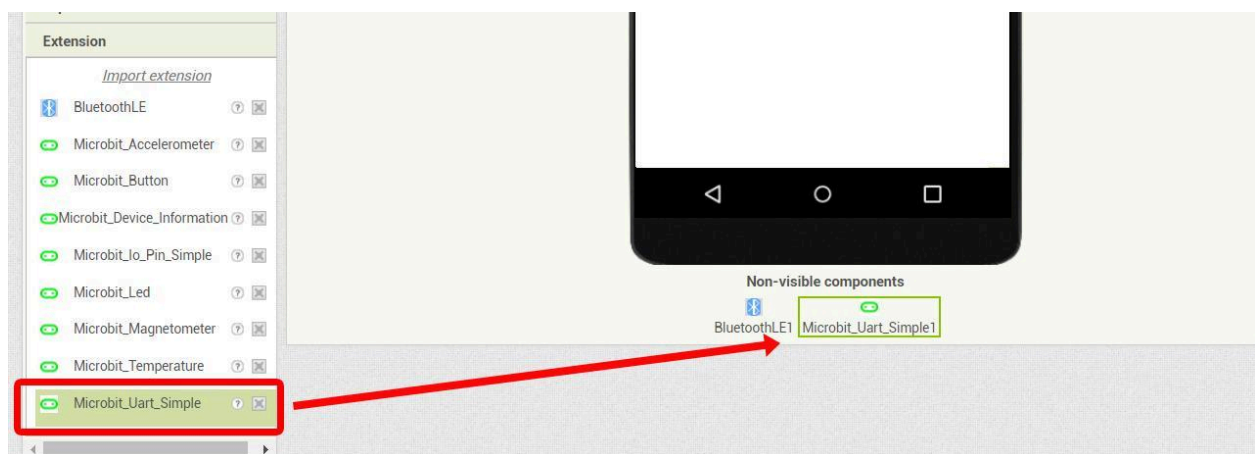 Extension
Import extension
BluetoothLE
Microbit_Accelerometer
Microbit_Button
Microbit_Device_Information
Microbit_Io_Pin_Simple
Microbit_Led
Microbit_Magnetometer
Microbit_Temperature
Microbit_Uart_Simple
Non-visible components
BluetoothLE1 Microbit_Uart_Simple1